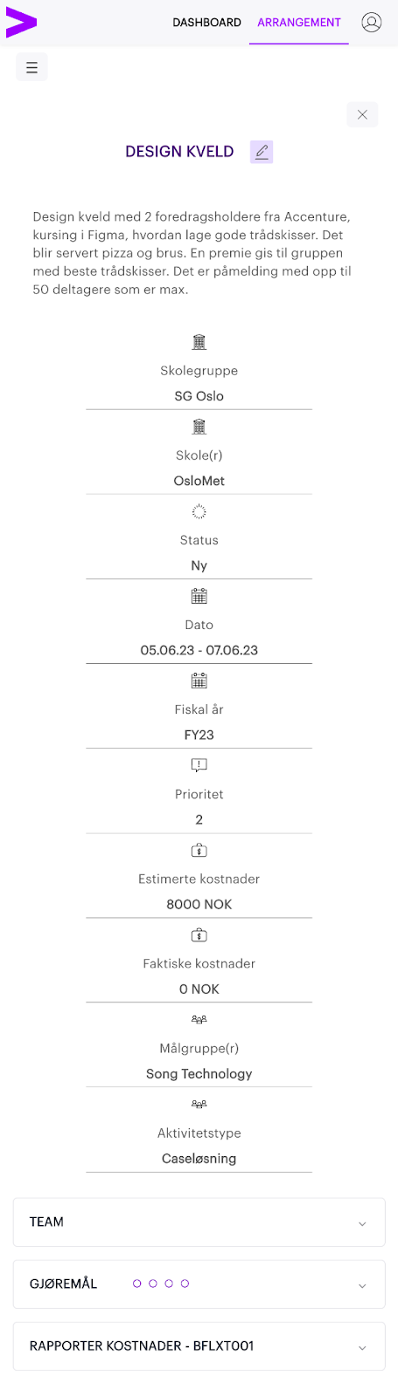 DASHBOARD ARRANGEMENT
DESIGN KVELD
Design kveld med 2 foredragsholdere fra Accenture,
kursing i Figma, hvordan lage gode trådskisser. Det
blir servert pizza og brus. En premie gis til gruppen
med beste trådskisser. Det er påmelding med opp til
50 deltagere som er max.
Skolegruppe
SG Oslo
Skole(r)
OsloMet
Status
Ny
Dato
05.06.23 - 07.06.23
Fiskal år
FY23
Prioritet
2
Estimerte kostnader
8000 NOK
Faktiske kostnader
0 NOK
Målgruppe(r)
Song Technology
Aktivitetstype
Caseløsning
TEAM
GJØREMÅL
RAPPORTER KOSTNADER - BFLXT001